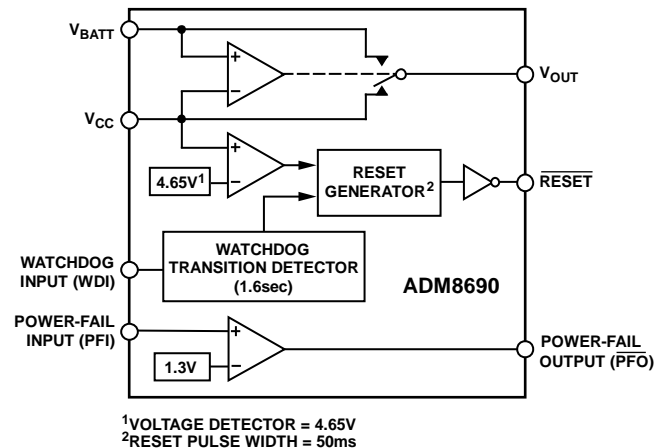 VBATT
VOUT
+
−
VCC
+
4.65V1
−
RESET
GENERATOR2
RESET
WATCHDOG
TRANSITION DETECTOR
(1.6sec)
WATCHDOG
INPUT (WDI)
ADM8690
POWER-FAIL
INPUT (PFI)
+
1.3V
−
POWER-FAIL
OUTPUT (PFO)
1VOLTAGE DETECTOR = 4.65V
2RESET PULSE WIDTH = 50ms